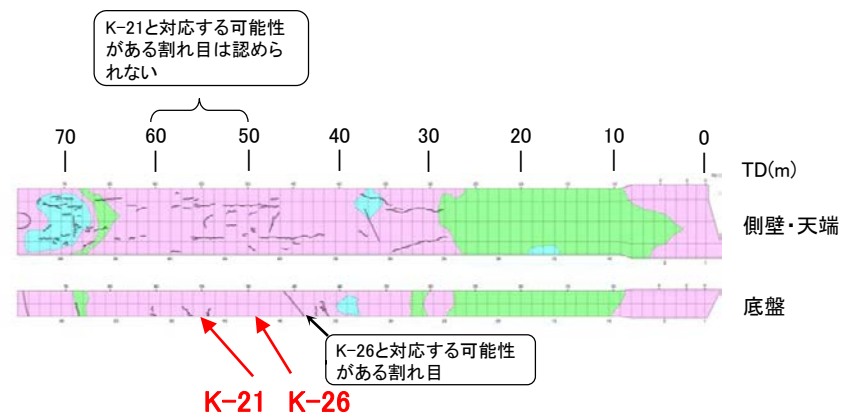 K-21と対応する可能性
がある割れ目は認めら
れない
70 60 50 40 30 20 10 0
TD(m)
側壁・天端
底盤
K-26と対応する可能性
がある割れ目
K-21 K-26